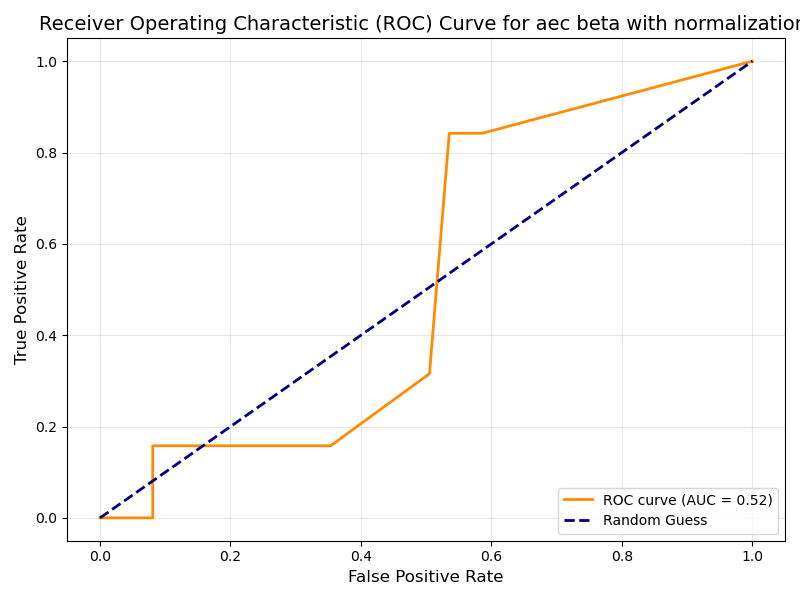 Receiver Operating Characteristic (ROC) Curve for aec beta with normalization
1.0
0.8
0.6
0.4
0.2
0.0
True Positive Rate
0.0 0.2 0.4 0.6 0.8 1.0
False Positive Rate
ROC curve (AUC = 0.52)
Random Guess